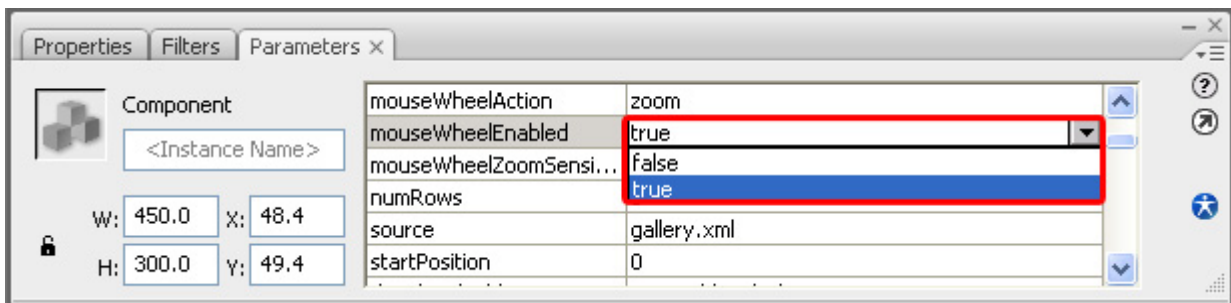 Properties Filters Parameters ×
Component
<Instance Name>
W: 450.0 X: 48.4
H: 300.0 Y: 49.4
mouseWheelAction zoom
mouseWheelEnabled true
mouseWheelZoomSensi... false
true
numRows
source gallery.xml
startPosition 0